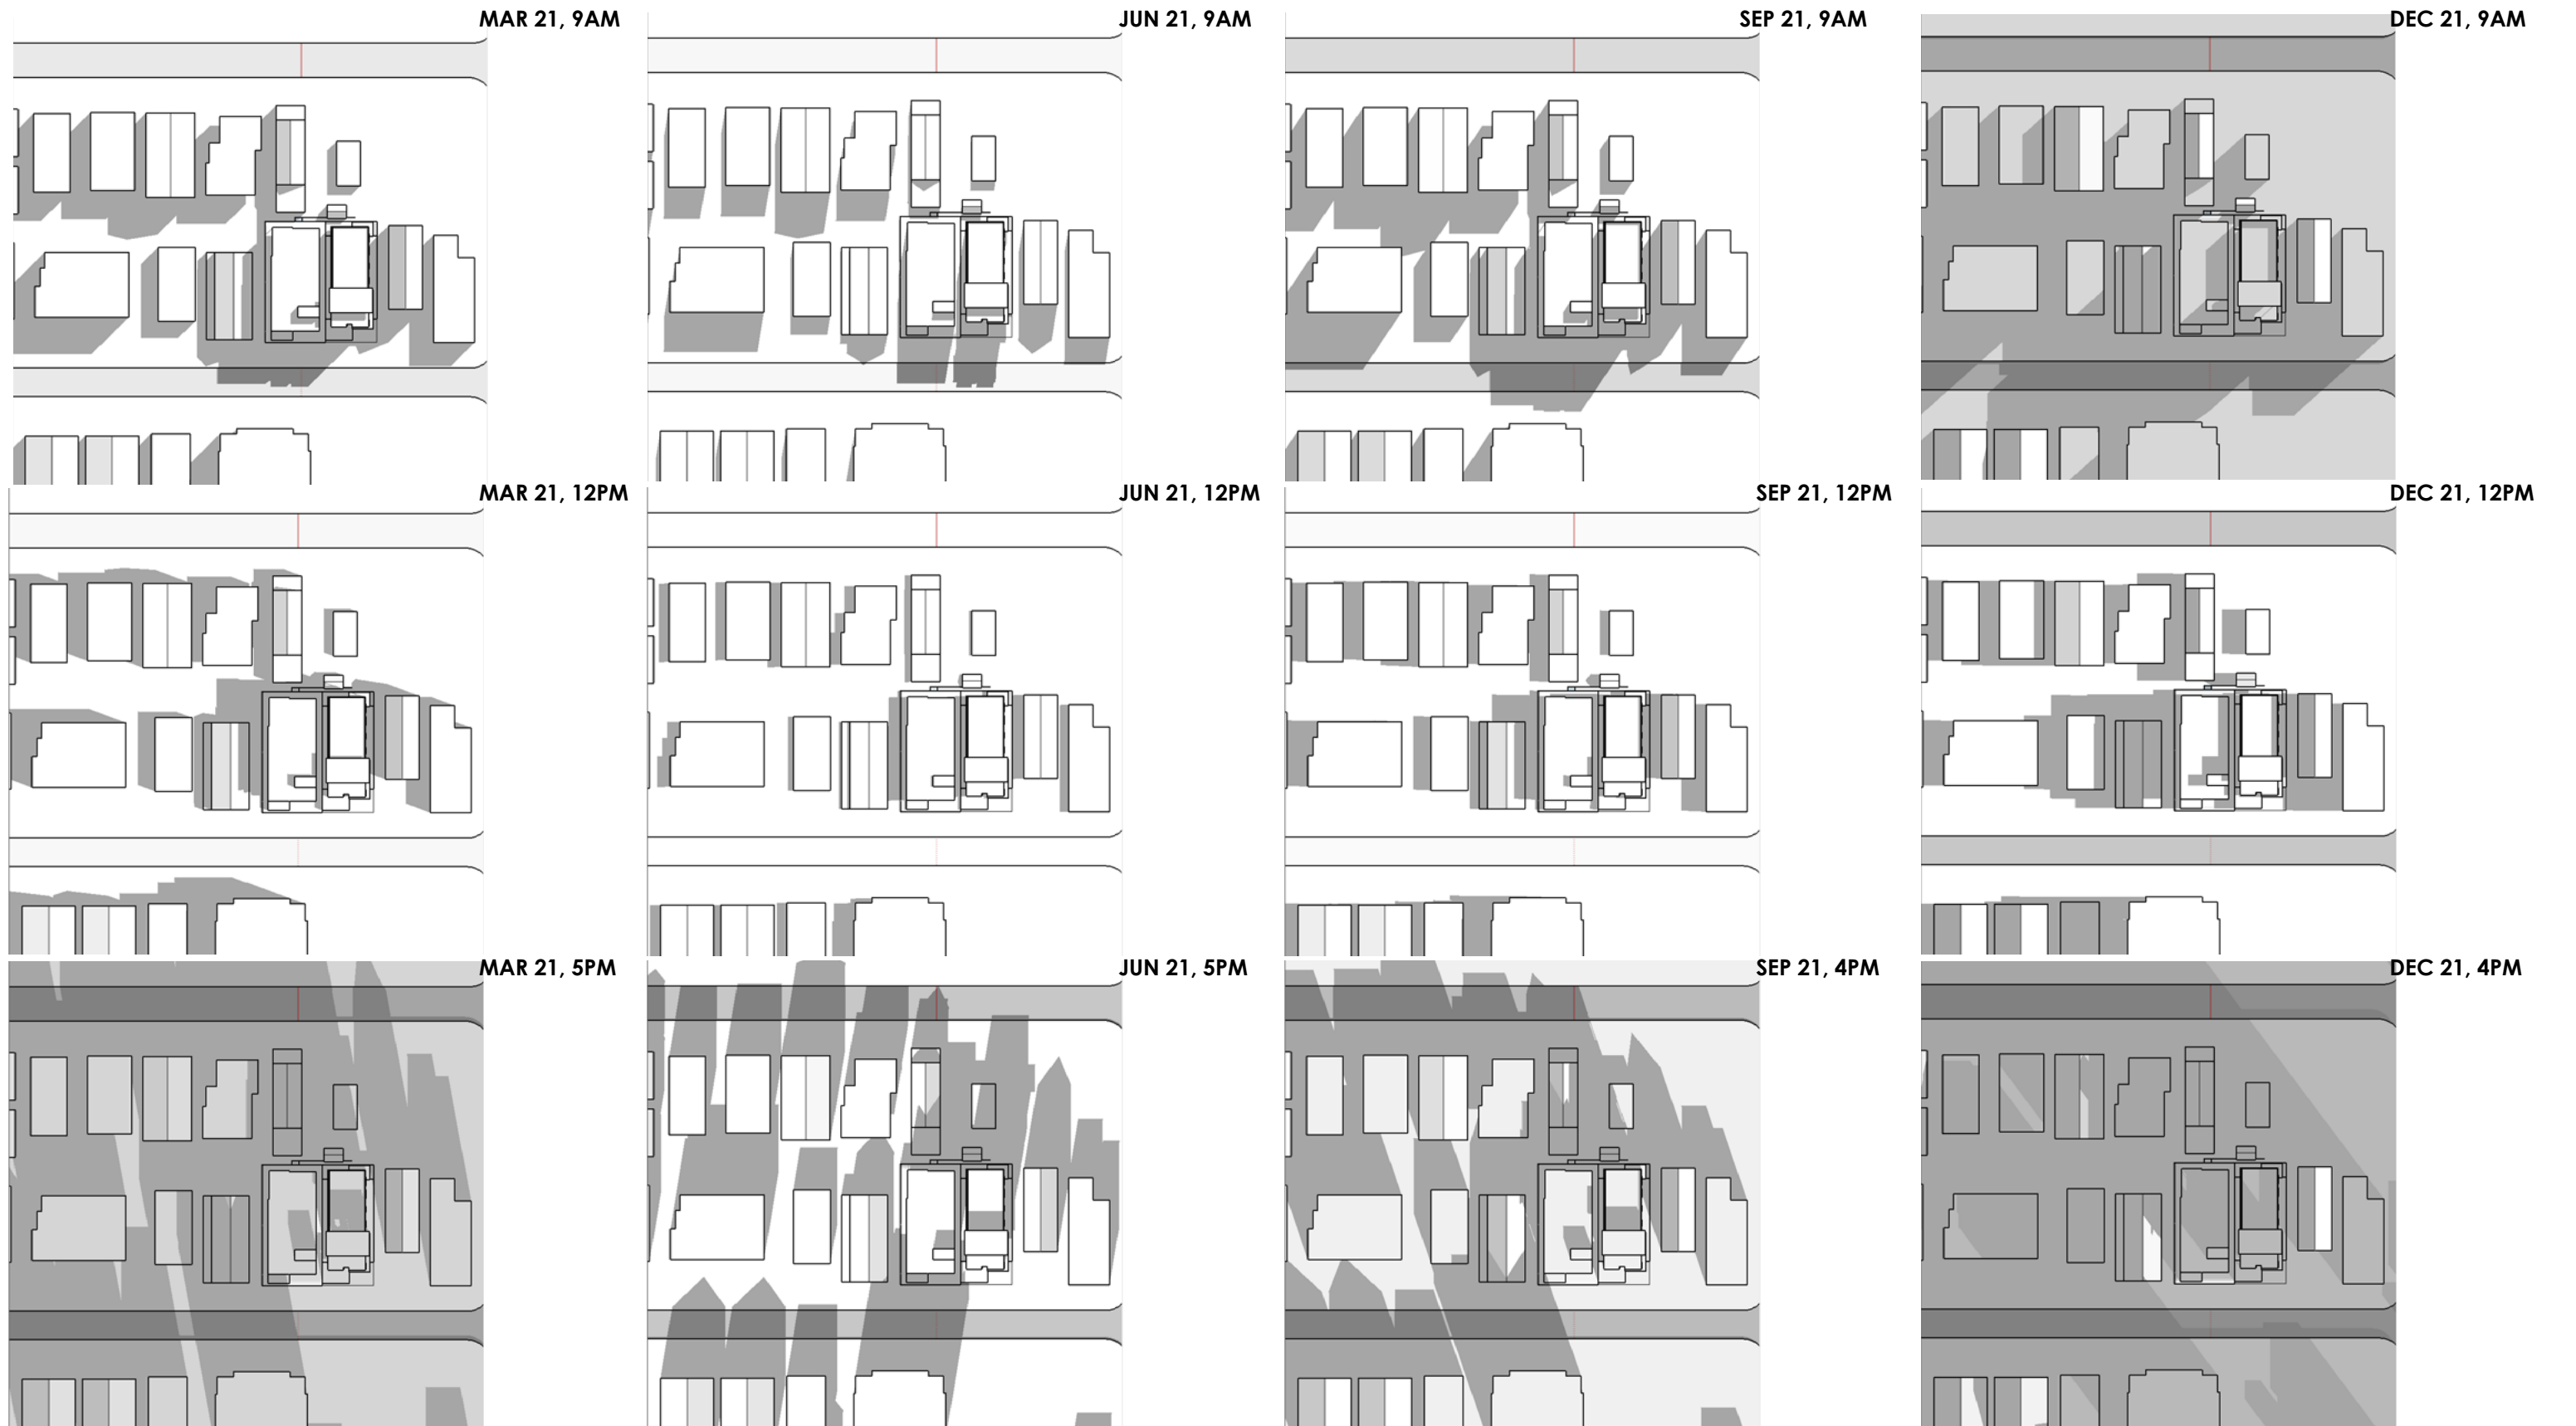 MAR 21, 9AM
JUN 21, 9AM
SEP 21, 9AM
DEC 21, 9AM
MAR 21, 12PM
JUN 21, 12PM
SEP 21, 12PM
DEC 21, 12PM
MAR 21, 5PM
JUN 21, 5PM
SEP 21, 4PM
DEC 21, 4PM